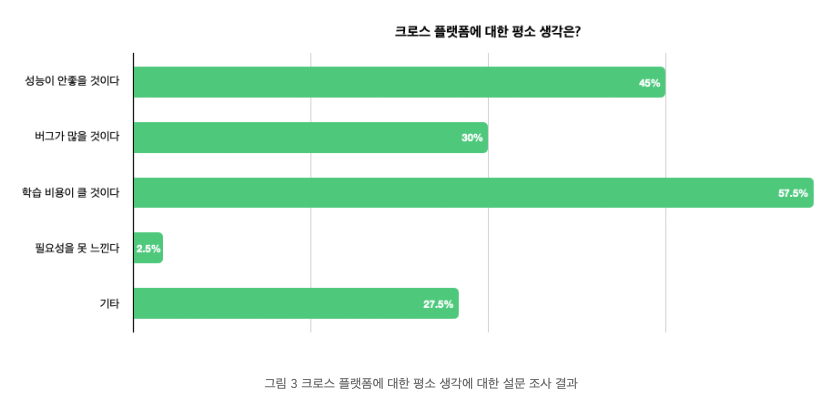 크로스 플랫폼에 대한 평소 생각은?
성능이 안좋을 것이다
45%
버그가 많을 것이다
30%
학습 비용이 클 것이다
57.5%
필요성을 못 느낀다
2.5%
기타
27.5%
그림 3 크로스 플랫폼에 대한 평소 생각에 대한 설문 조사 결과